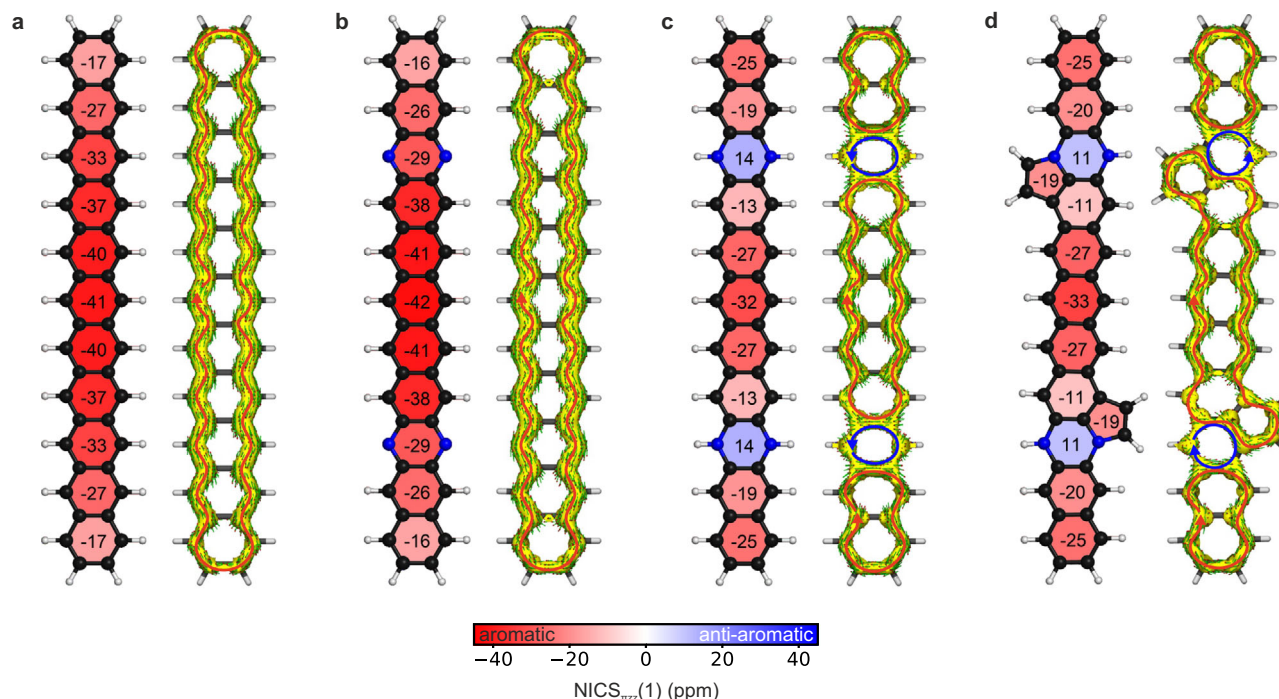 a b c d
-17 -16 -25 -25
-27 -26 -19 -20
-33 -29 14 11
-19
-37 -38 -13 -11
-40 -41 -27 -27
-41 -42 -32 -33
-40 -41 -27 -27
-37 -38 -13 -11
-19
-33 -29 14 11
-27 -26 -19 -20
-17 -16 -25 -25
aromatic anti-aromatic
−40 −20 0 20 40
NICSπzz(1) (ppm)